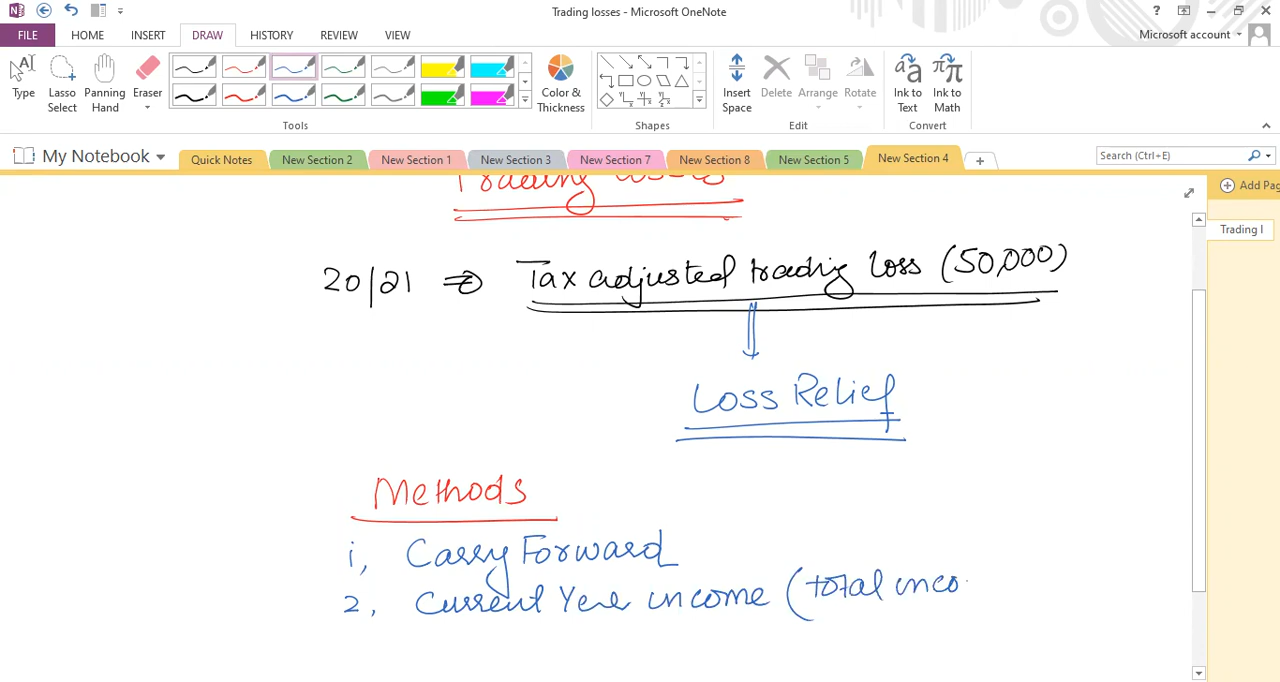 Trading losses - Microsoft OneNote
Microsoft account
FILE HOME INSERT DRAW HISTORY REVIEW VIEW
Type
Lasso Select
Panning Hand
Eraser
Color & Thickness
Insert Space
Delete
Arrange
Rotate
Ink to Text
Ink to Math
Tools
Shapes
Edit
Convert
My Notebook
Quick Notes
New Section 2
New Section 1
New Section 3
New Section 7
New Section 8
New Section 5
New Section 4
Search (Ctrl+E)
Add Pag
Trading l
Trading
20/21 ⇒ Tax adjusted trading loss (50,000)
Loss Relief
Methods
i, Carry Forward
2, Current Year income (total inco